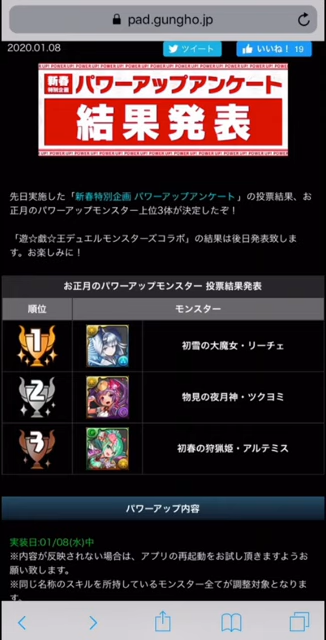 pad.gungho.jp
2020.01.08
ツイート
いいね！ 19
新春
特別企画
パワーアップアンケート
結果発表
先日実施した「新春特別企画 パワーアップアンケート」の投票結果、お
正月のパワーアップモンスター上位3体が決定したぞ！
「遊☆戯☆王デュエルモンスターズコラボ」の結果は後日発表致しま
す。お楽しみに！
お正月のパワーアップモンスター 投票結果発表
順位 モンスター
1 初雪の大魔女・リーチェ
2 物見の夜月神・ツクヨミ
3 初春の狩猟姫・アルテミス
パワーアップ内容
実装日:01/08(水)中
※内容が反映されない場合は、アプリの再起動をお試し頂きますようお
願い致します。
※同じ名称のスキルを所持しているモンスター全てが調整対象となりま
す。